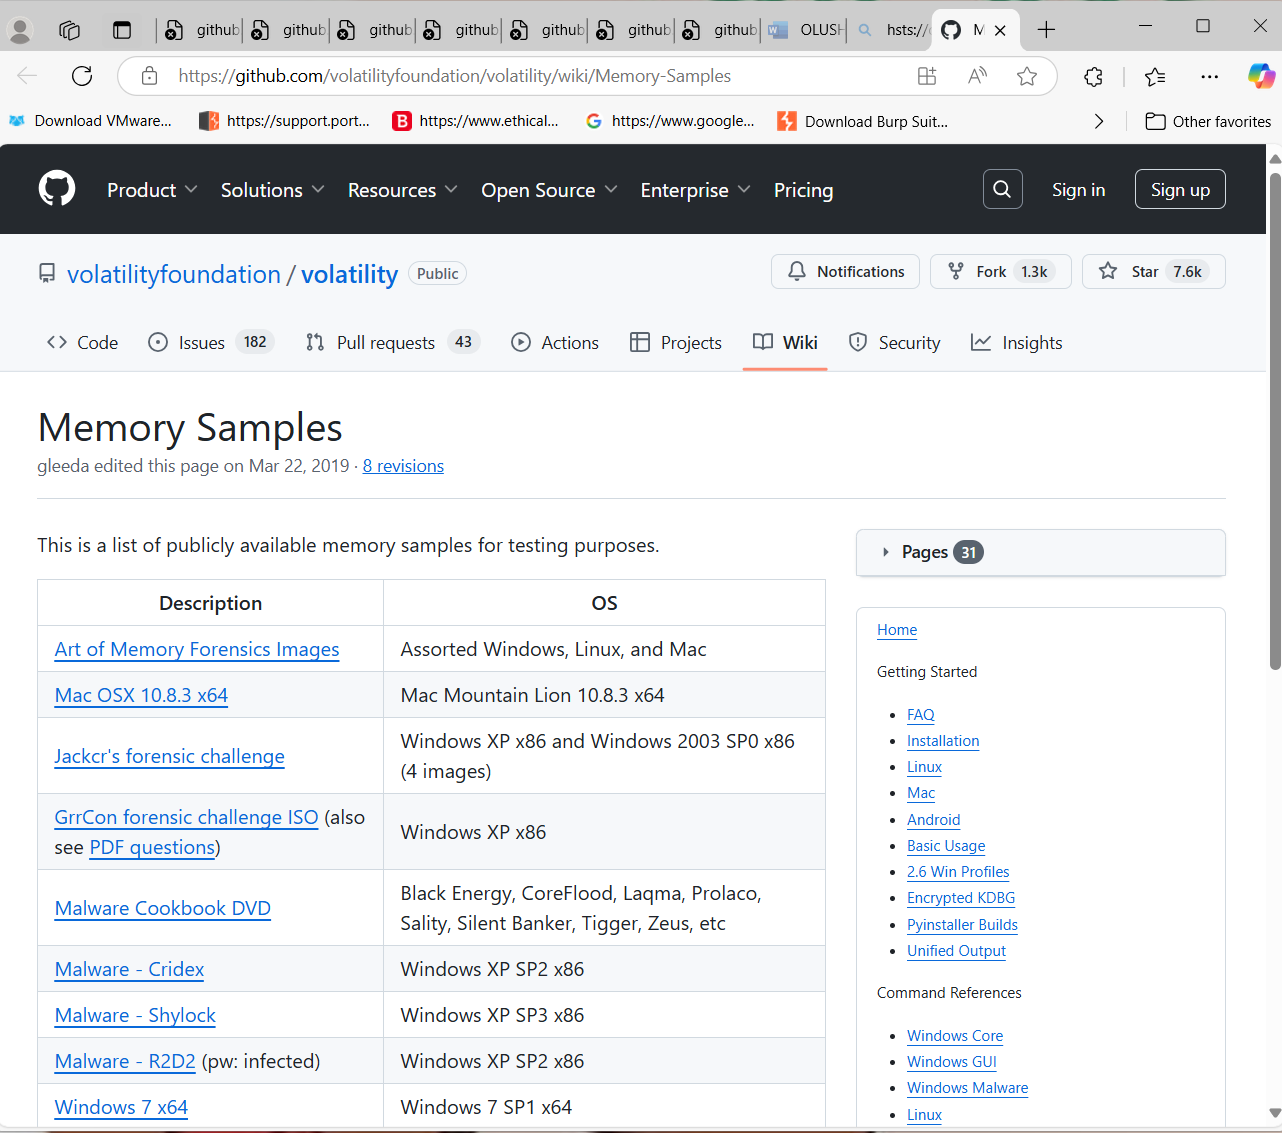 github
github
github
github
github
github
github
OLUSH
hsts://
M
https://github.com/volatilityfoundation/volatility/wiki/Memory-Samples
Download VMware...
https://support.port...
https://www.ethical...
https://www.google...
Download Burp Suit...
Other favorites
Product
Solutions
Resources
Open Source
Enterprise
Pricing
Sign in
Sign up
volatilityfoundation / volatility Public
Notifications
Fork 1.3k
Star 7.6k
Code
Issues 182
Pull requests 43
Actions
Projects
Wiki
Security
Insights
Memory Samples
gleeda edited this page on Mar 22, 2019 · 8 revisions
This is a list of publicly available memory samples for testing purposes.
Description OS
Art of Memory Forensics Images Assorted Windows, Linux, and Mac
Mac OSX 10.8.3 x64 Mac Mountain Lion 10.8.3 x64
Jackcr's forensic challenge
Windows XP x86 and Windows 2003 SP0 x86
(4 images)
GrrCon forensic challenge ISO (also
see PDF questions)
Windows XP x86
Malware Cookbook DVD
Black Energy, CoreFlood, Laqma, Prolaco,
Sality, Silent Banker, Tigger, Zeus, etc
Malware - Cridex Windows XP SP2 x86
Malware - Shylock Windows XP SP3 x86
Malware - R2D2 (pw: infected) Windows XP SP2 x86
Windows 7 x64 Windows 7 SP1 x64
Pages 31
Home
Getting Started
FAQ
Installation
Linux
Mac
Android
Basic Usage
2.6 Win Profiles
Encrypted KDBG
Pyinstaller Builds
Unified Output
Command References
Windows Core
Windows GUI
Windows Malware
Linux